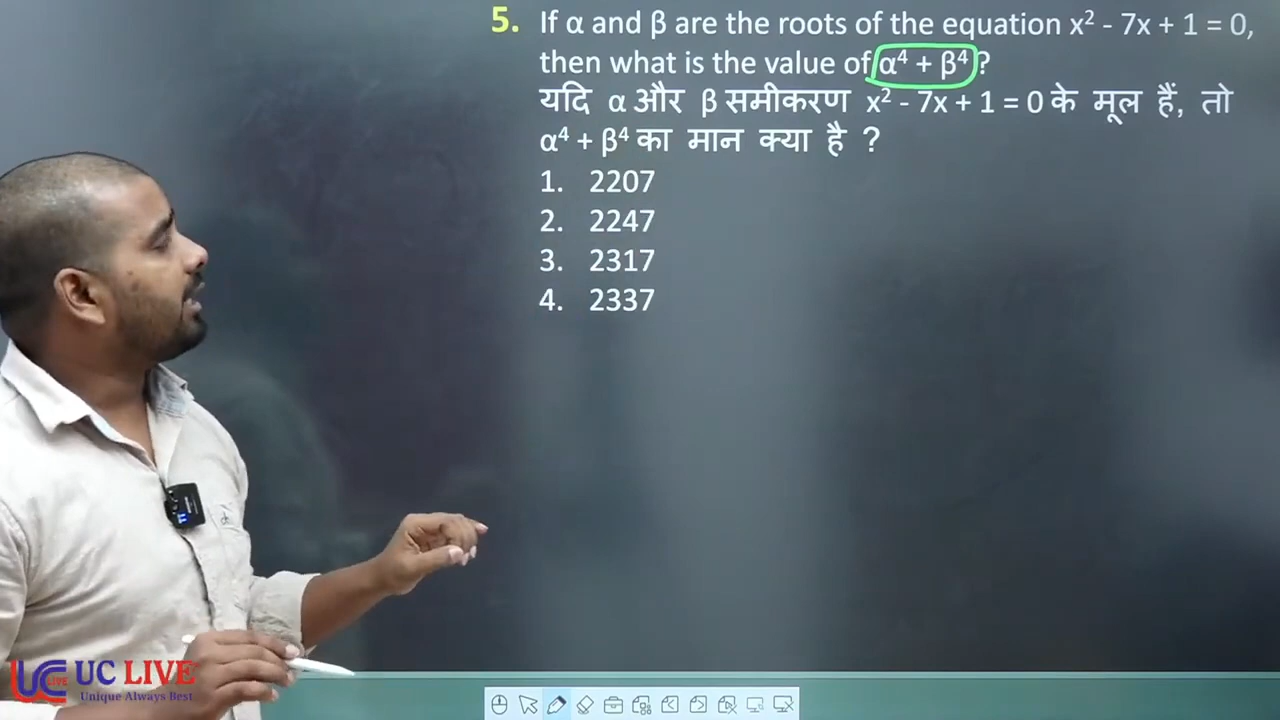 5. If α and β are the roots of the equation x² - 7x + 1 = 0,
then what is the value of α⁴ + β⁴ ?
यदि α और β समीकरण x² - 7x + 1 = 0 के मूल हैं, तो
α⁴ + β⁴ का मान क्या है ?
1. 2207
2. 2247
3. 2317
4. 2337
UC LIVE UC LIVE
Unique Always Best